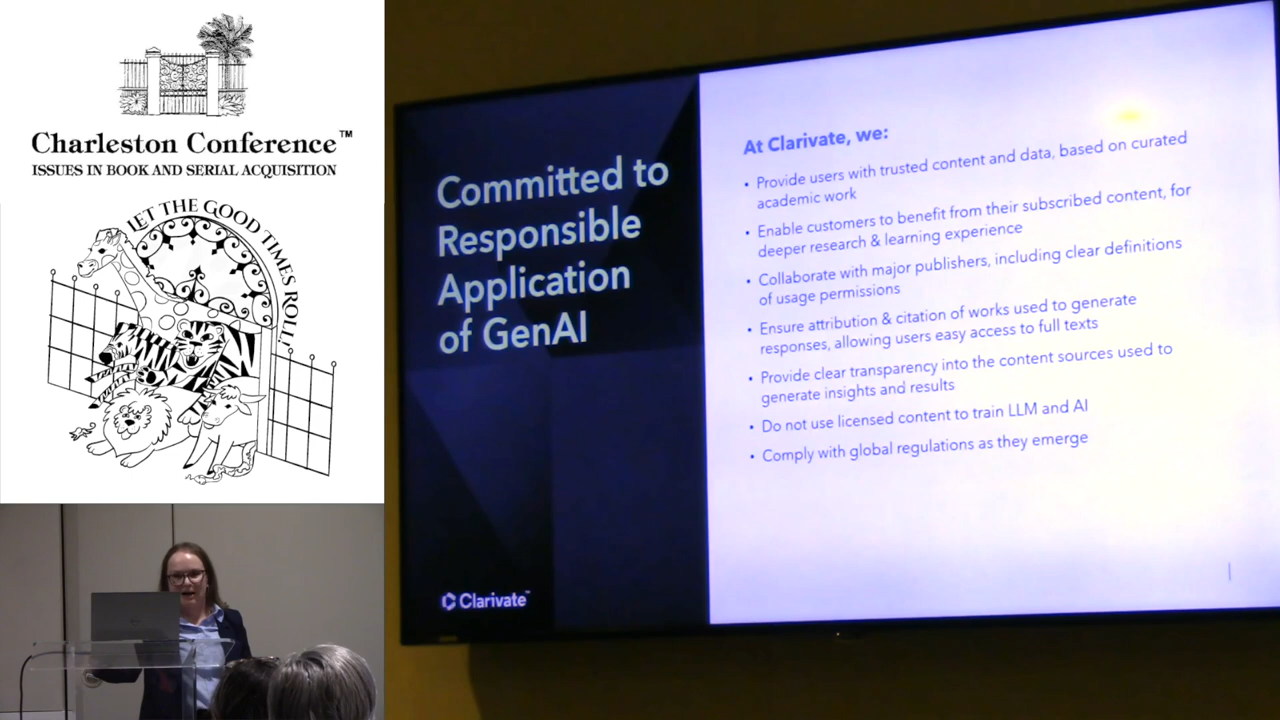 Charleston Conference™
ISSUES IN BOOK AND SERIAL ACQUISITION
LET THE GOOD TIMES ROLL!
Committed to
Responsible
Application
of GenAI
Clarivate™
At Clarivate, we:
• Provide users with trusted content and data, based on curated
academic work
• Enable customers to benefit from their subscribed content, for
deeper research & learning experience
• Collaborate with major publishers, including clear definitions
of usage permissions
• Ensure attribution & citation of works used to generate
responses, allowing users easy access to full texts
• Provide clear transparency into the content sources used to
generate insights and results
• Do not use licensed content to train LLM and AI
• Comply with global regulations as they emerge